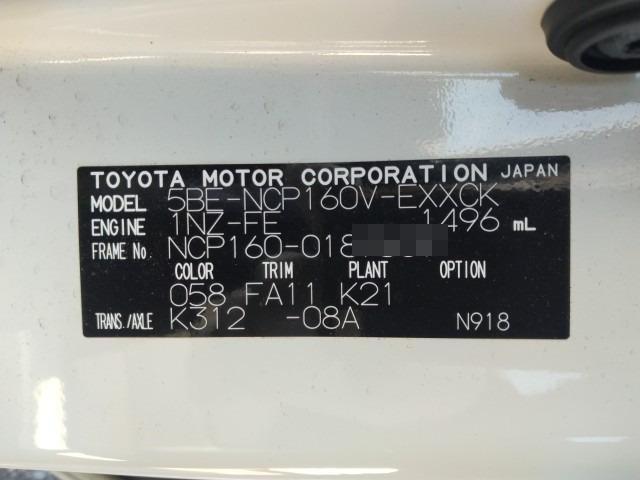 TOYOTA MOTOR CORPORATION JAPAN
MODEL 5BE-NCP160V-EXXCK
ENGINE 1NZ-FE 1496 mL
FRAME No. NCP160-018
COLOR TRIM PLANT OPTION
058 FA11 K21
TRANS./AXLE K312 -08A N918